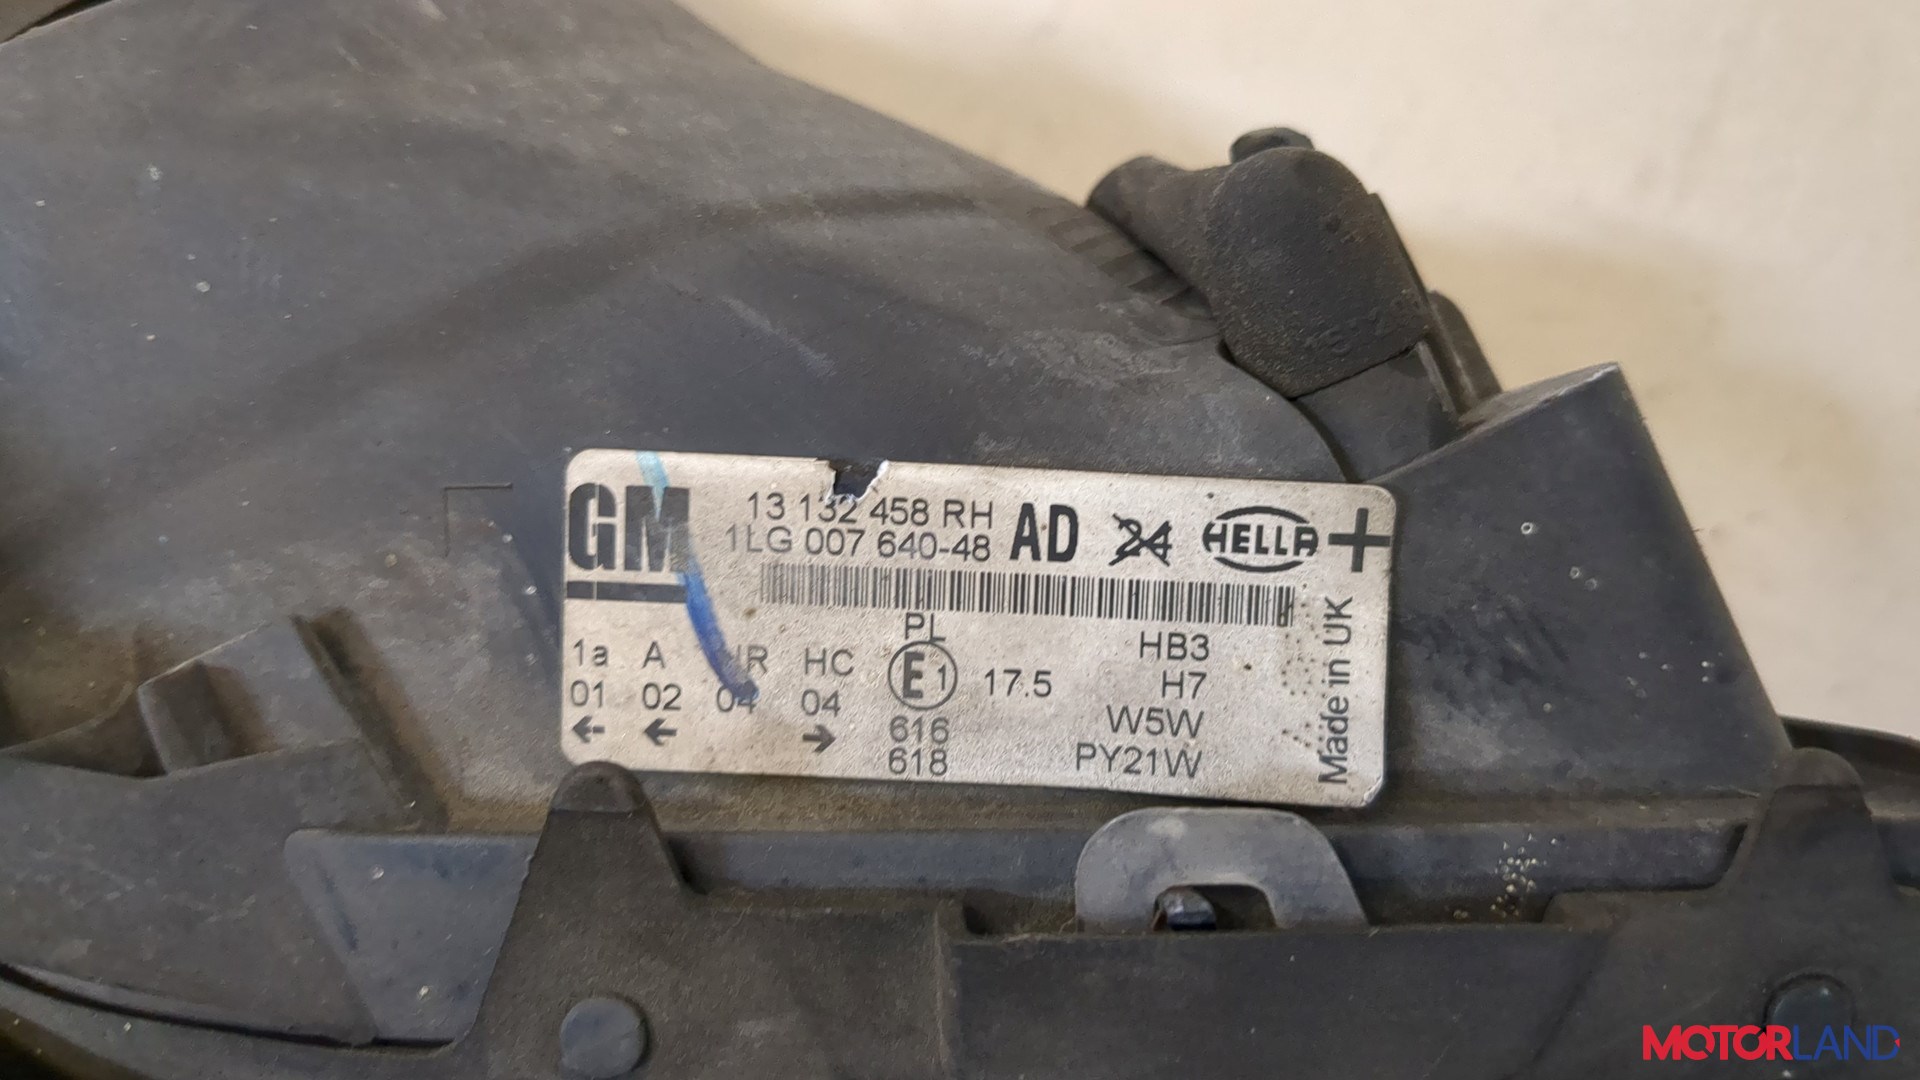 GM
13 132 458 RH
1LG 007 640-48
AD
24
HELLA
1a A HR HC
01 02 04 04
PL
E1
17.5
616
618
HB3
H7
W5W
PY21W
Made in UK
MOTORLAND